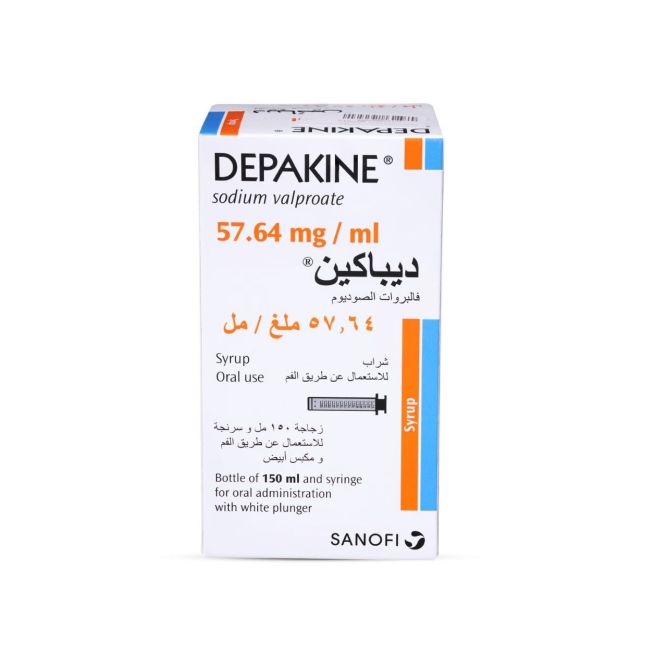 ديباكين
DEPAKINE®
DEPAKINE®
sodium valproate
57.64 mg / ml
ديباكين®
فالبروات الصوديوم
٥٧,٦٤ ملغ / مل
Syrup
Oral use
شراب
للاستعمال عن طريق الفم
زجاجة ١٥٠ مل و سرنجة
للاستعمال عن طريق الفم
و مكبس أبيض
Bottle of 150 ml and syringe
for oral administration
with white plunger
Syrup
SANOFI